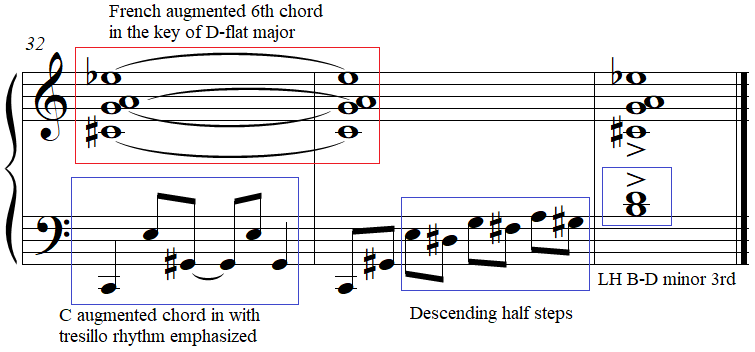 French augmented 6th chord
in the key of D-flat major
32
LH B-D minor 3rd
C augmented chord in with
tresillo rhythm emphasized
Descending half steps